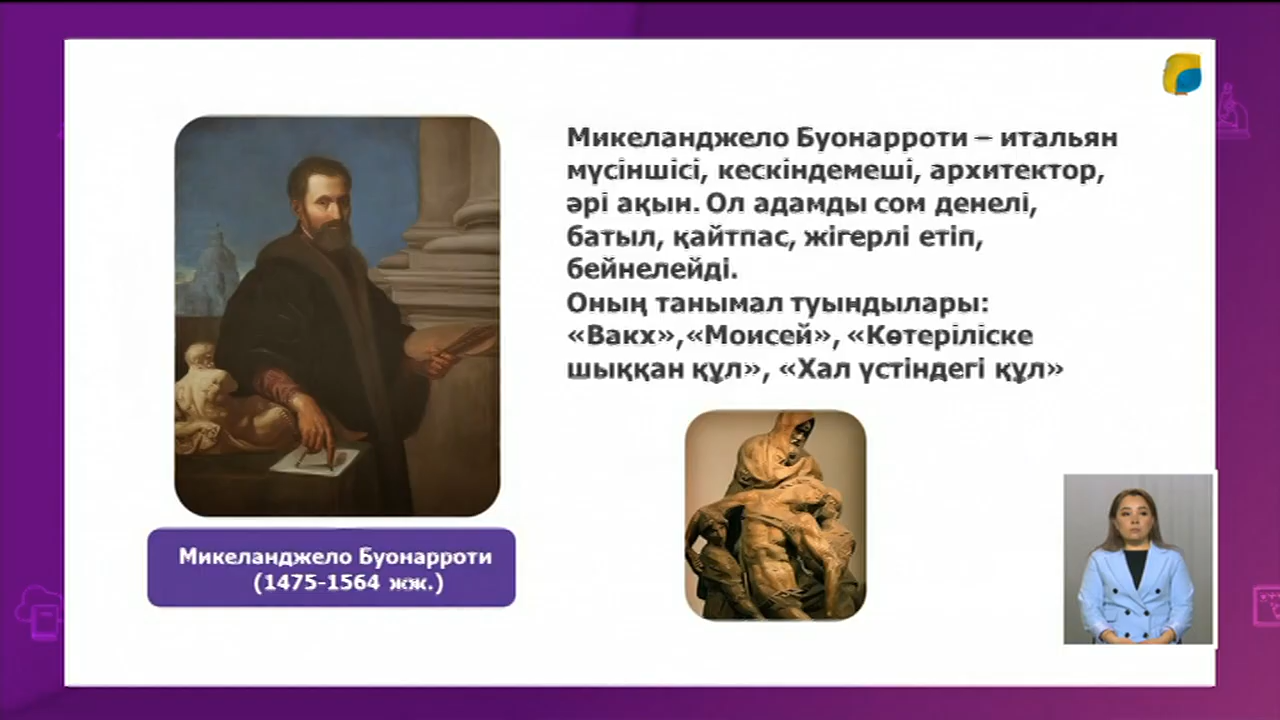 Микеланджело Буонарроти – итальян
мүсіншісі, кескіндемеші, архитектор,
әрі ақын. Ол адамды сом денелі,
батыл, қайтпас, жігерлі етіп,
бейнелейді.
Оның танымал туындылары:
«Вакх»,«Моисей», «Көтеріліске
шыққан құл», «Хал үстіндегі құл»
Микеланджело Буонарроти
(1475-1564 жж.)